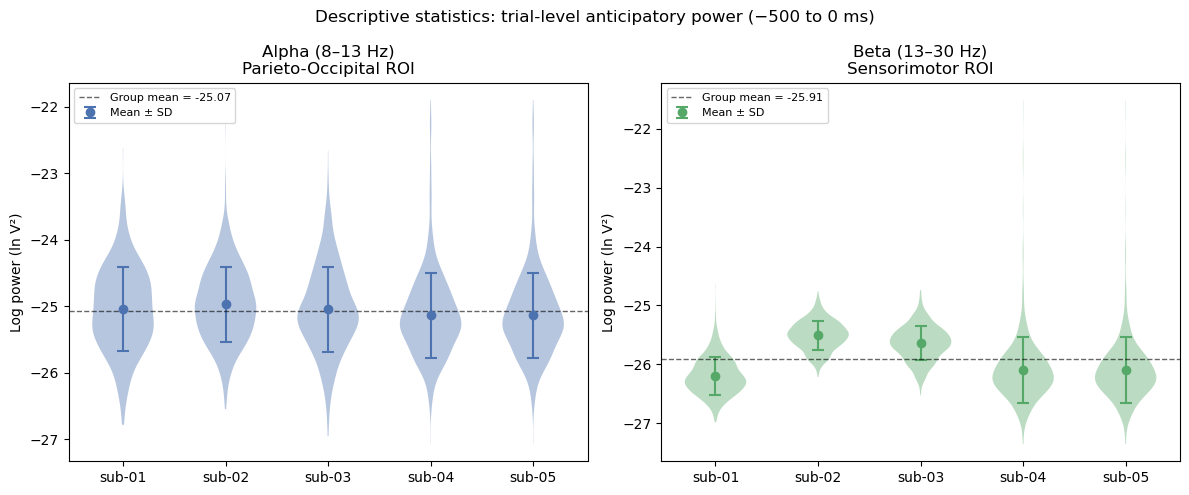 Descriptive statistics: trial-level anticipatory power (−500 to 0 ms)
Alpha (8–13 Hz)
Parieto-Occipital ROI
Log power (ln V²)
−22
−23
−24
−25
−26
−27
Group mean = -25.07
Mean ± SD
sub-01
sub-02
sub-03
sub-04
sub-05
Beta (13–30 Hz)
Sensorimotor ROI
Log power (ln V²)
−22
−23
−24
−25
−26
−27
Group mean = -25.91
Mean ± SD
sub-01
sub-02
sub-03
sub-04
sub-05